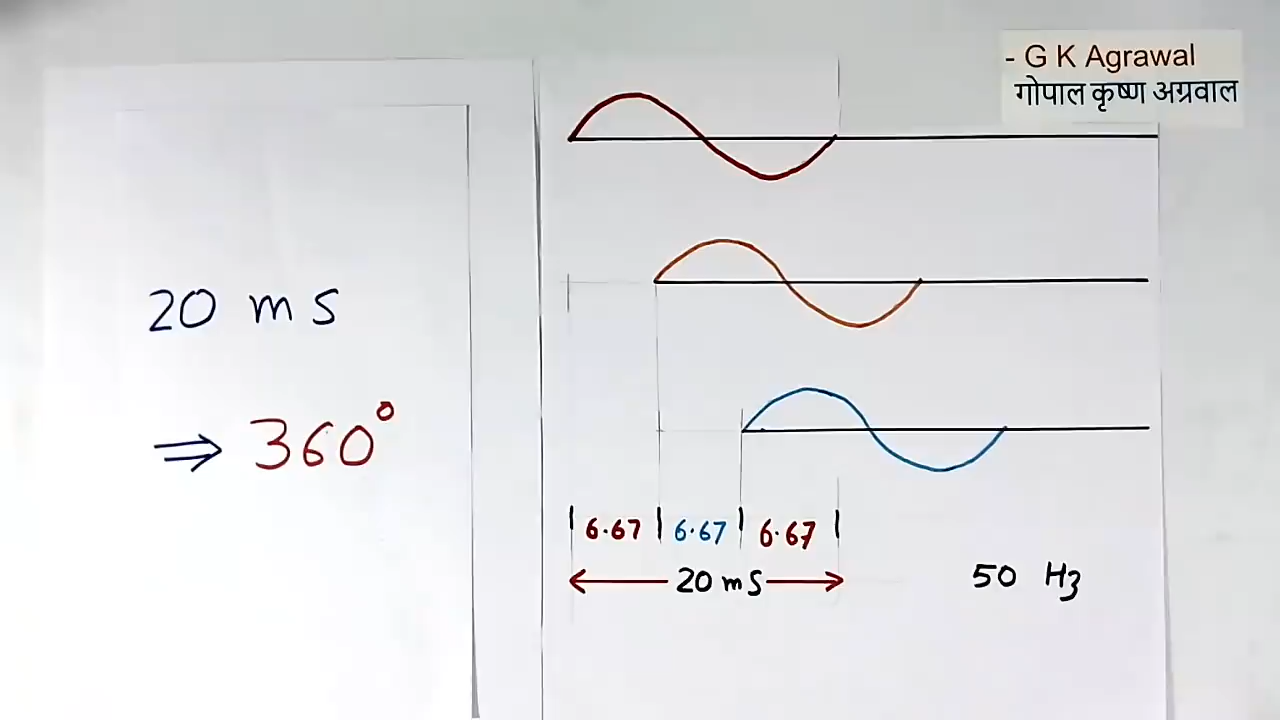 - G K Agrawal
गोपाल कृष्ण अग्रवाल
20 ms
⇒ 360°
6.67 6.67 6.67
20 ms
50 Hz